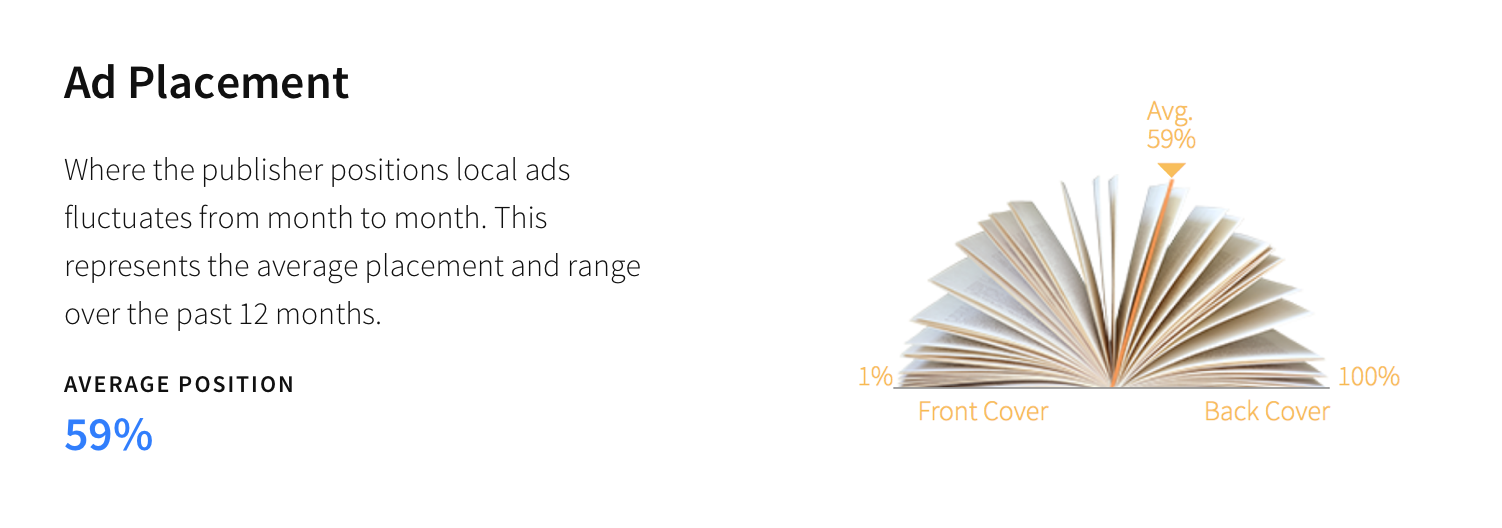 Ad Placement
Where the publisher positions local ads
fluctuates from month to month. This
represents the average placement and range
over the past 12 months.
AVERAGE POSITION
59%
Avg.
59%
1%
100%
Front Cover
Back Cover